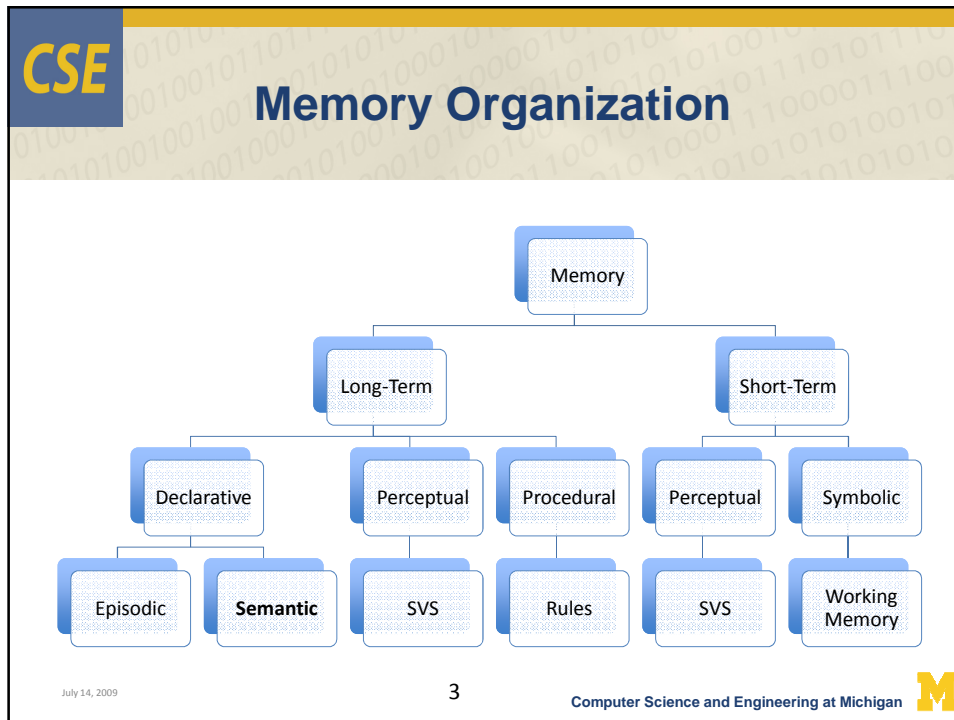 CSE
Memory Organization
Memory
Long-Term
Short-Term
Declarative
Perceptual
Procedural
Perceptual
Symbolic
Episodic
Semantic
SVS
Rules
SVS
Working
Memory
July 14, 2009
3
Computer Science and Engineering at Michigan
M